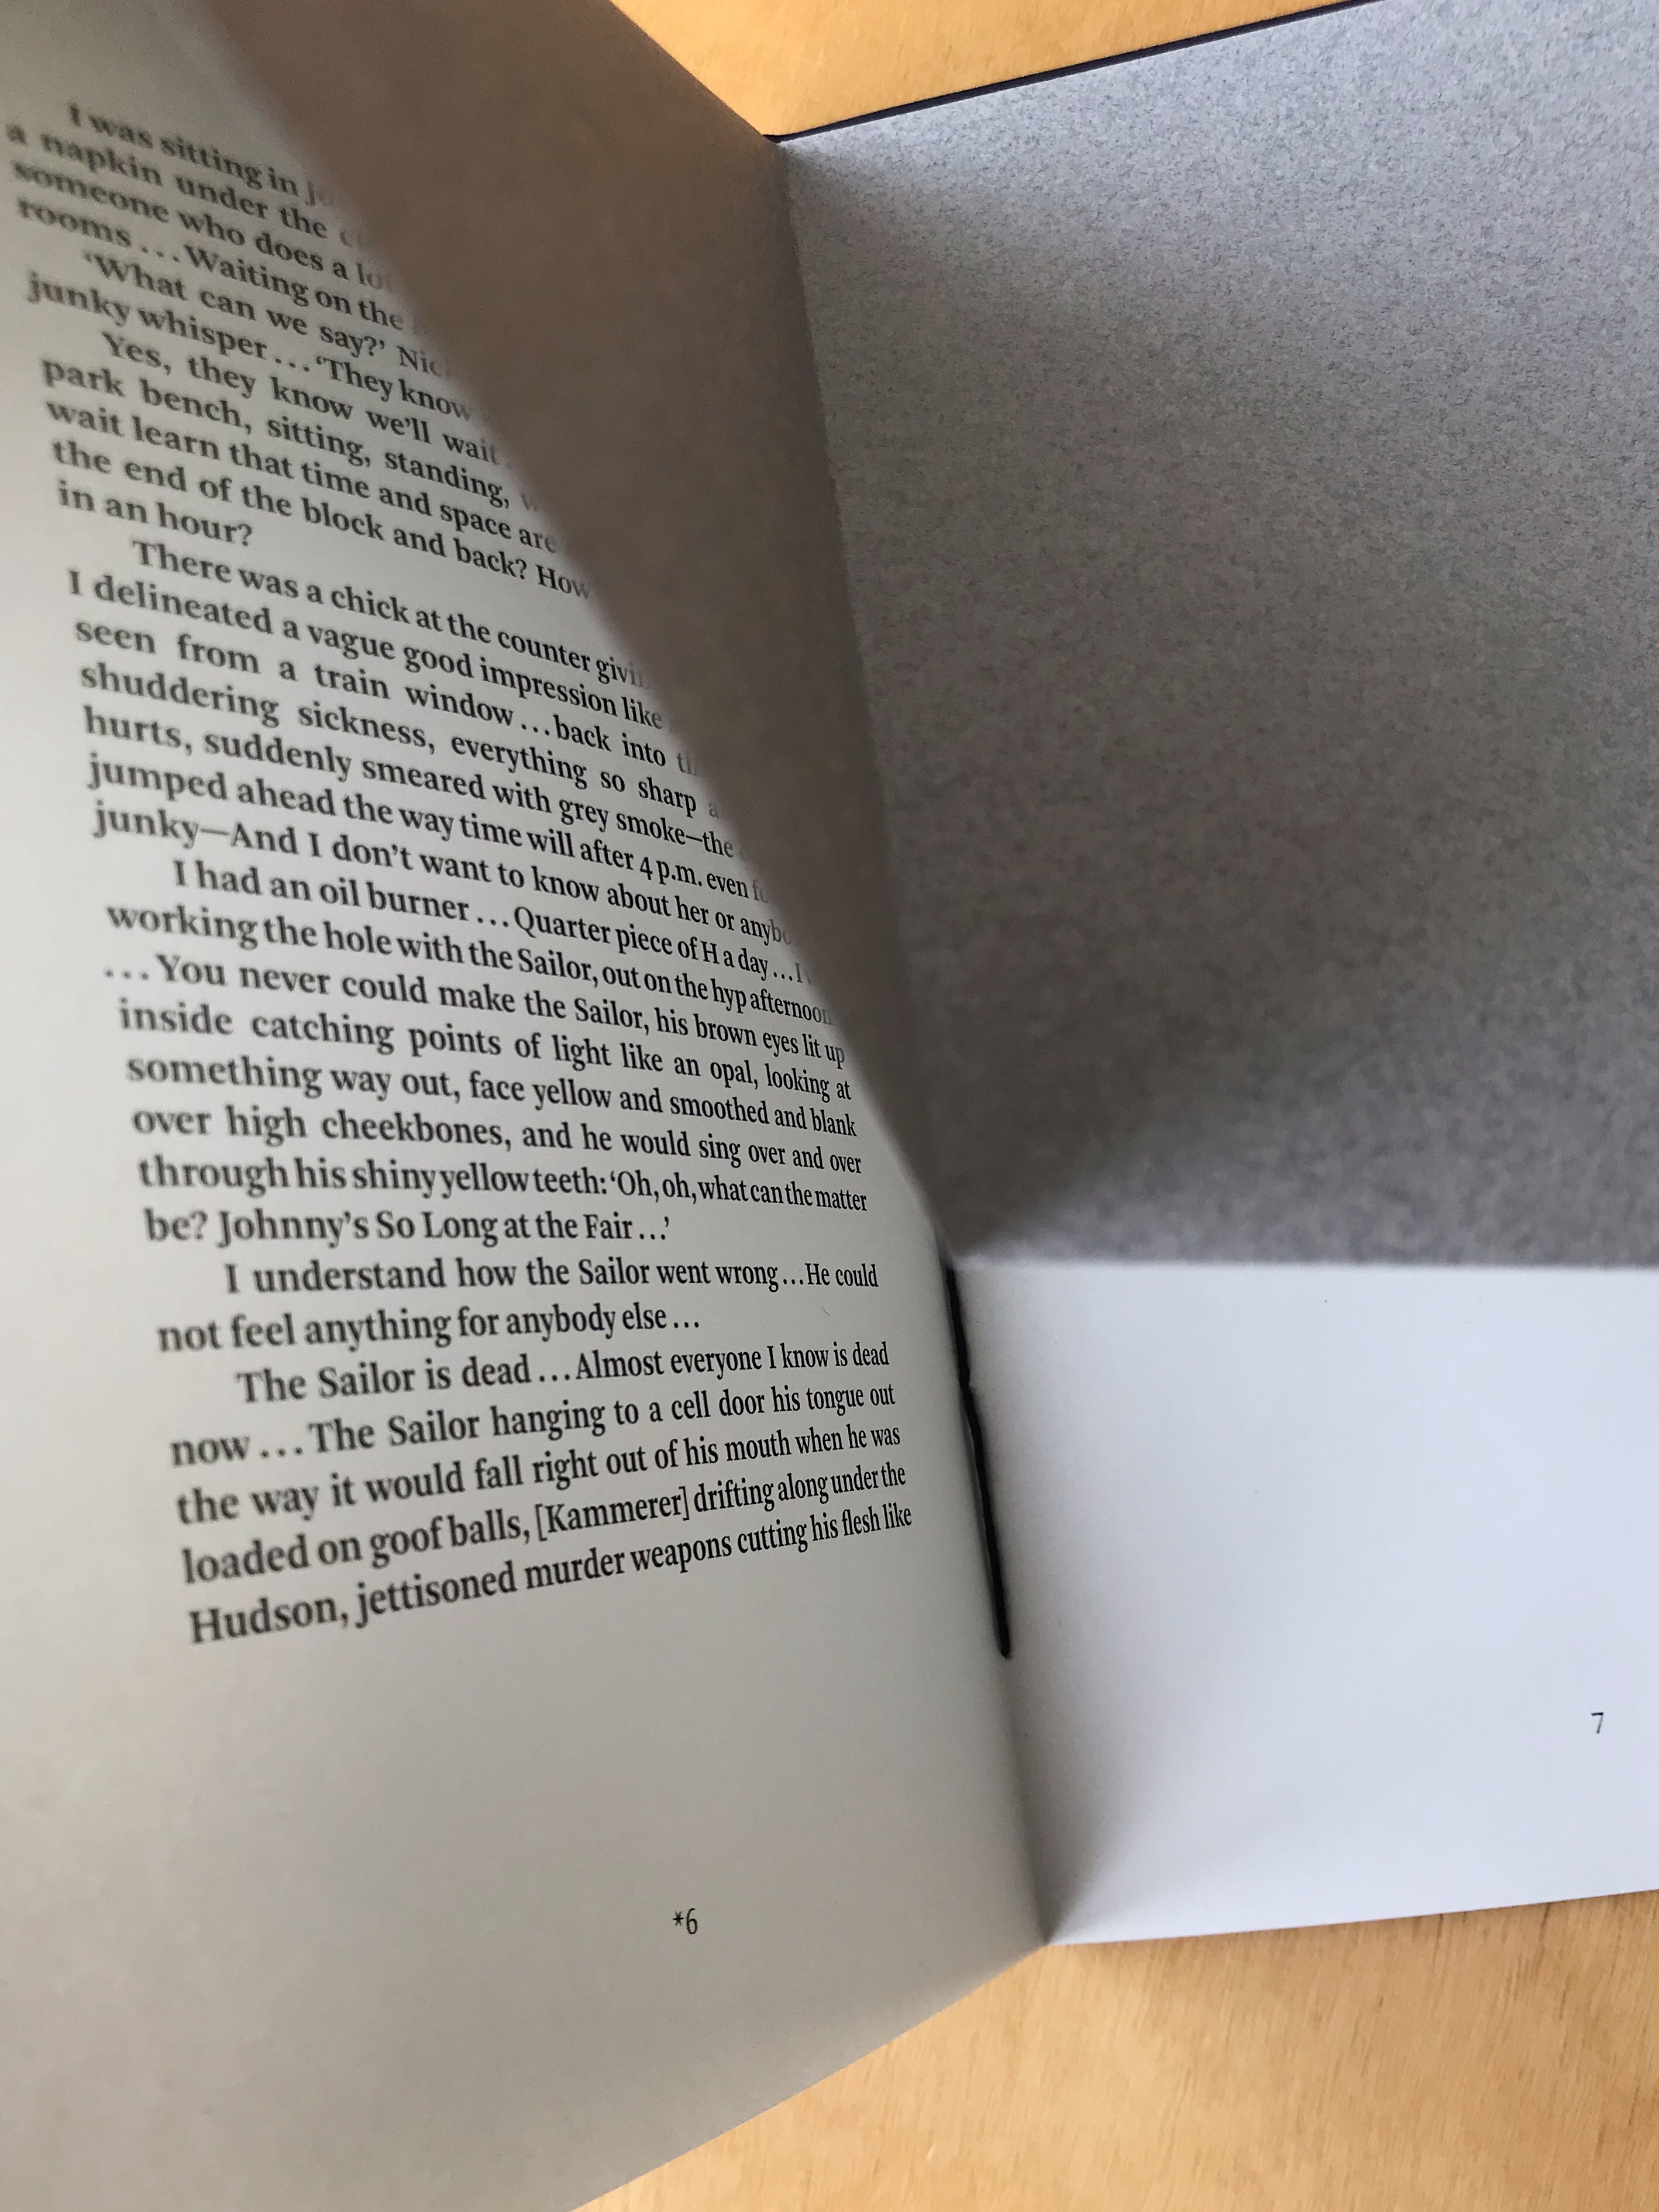 I was sitting in
a napkin under the
someone who does a
rooms...Waiting on the
‘What can we say?’
junky whisper...‘They know
Yes, they know we’ll wait
park bench, sitting, standing,
wait learn that time and space are
the end of the block and back? How
in an hour?
There was a chick at the counter
I delineated a vague good impression like
seen from a train window...back into
shuddering sickness, everything so sharp
hurts, suddenly smeared with grey smoke—the
jumped ahead the way time will after 4 p.m. even
junky—And I don’t want to know about her or
I had an oil burner...Quarter piece of H a day...I
working the hole with the Sailor, out on the hyp
...You never could make the Sailor, his brown eyes lit up
inside catching points of light like an opal, looking at
something way out, face yellow and smoothed and blank
over high cheekbones, and he would sing over and over
through his shiny yellow teeth: ‘Oh, oh, what can the matter
be? Johnny’s So Long at the Fair...’
I understand how the Sailor went wrong...He could
not feel anything for anybody else...
The Sailor is dead...Almost everyone I know is dead
now...The Sailor hanging to a cell door his tongue out
the way it would fall right out of his mouth when he was
loaded on goof balls, [Kammerer] drifting along under the
Hudson, jettisoned murder weapons cutting his flesh like
*6
7